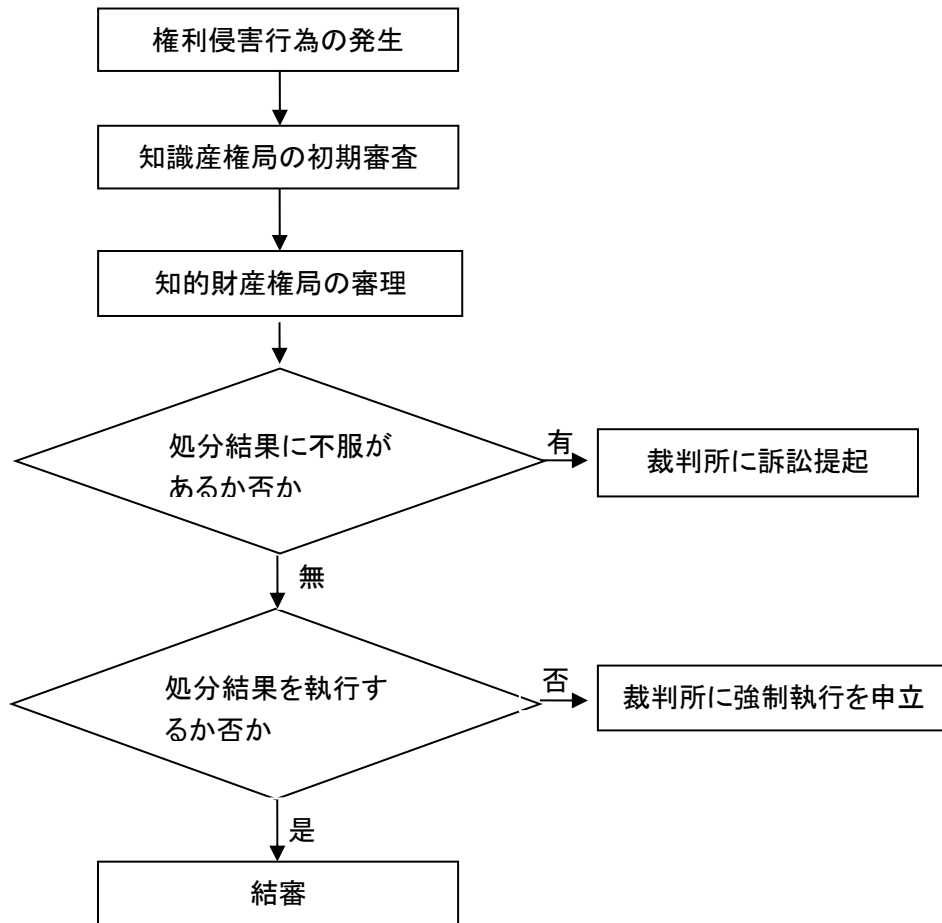 権利侵害行為の発生
知識産権局の初期審査
知的財産権局の審理
処分結果に不服が
あるか否か
有
裁判所に訴訟提起
無
処分結果を執行す
るか否か
否
裁判所に強制執行を申立
是
結審